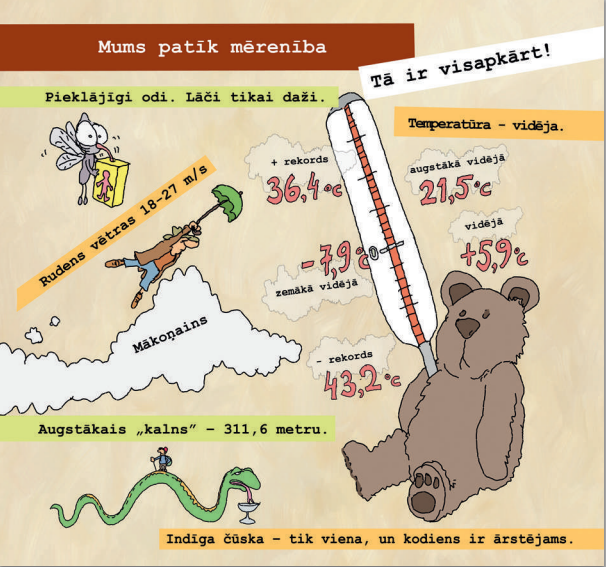 Mums patīk mērenība
Tā ir visapkārt!
Pieklājīgi odi. Lāči tikai daži.
Temperatūra – vidēja.
+ rekords
36,4 °C
augstākā vidējā
21,5 °C
Rudens vētras 18–27 m/s
vidējā
+5,9 °C
-7,9 °C
zemākā vidējā
Mākoņains
- rekords
43,2 °C
Augstākais „kalns” – 311,6 metru.
Indīga čūska – tik viena, un kodiens ir ārstējams.